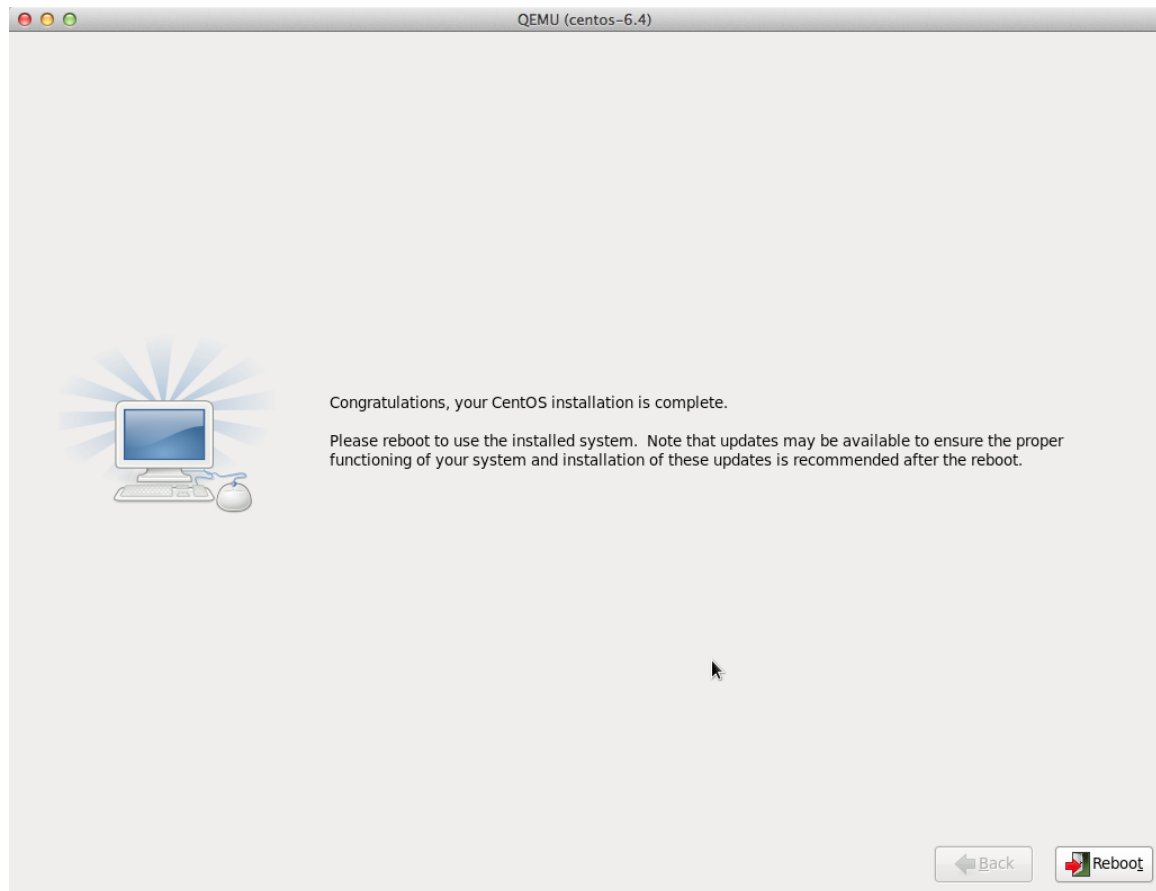 QEMU (centos-6.4)
Congratulations, your CentOS installation is complete.
Please reboot to use the installed system.  Note that updates may be available to ensure the proper
functioning of your system and installation of these updates is recommended after the reboot.
Back
Reboot